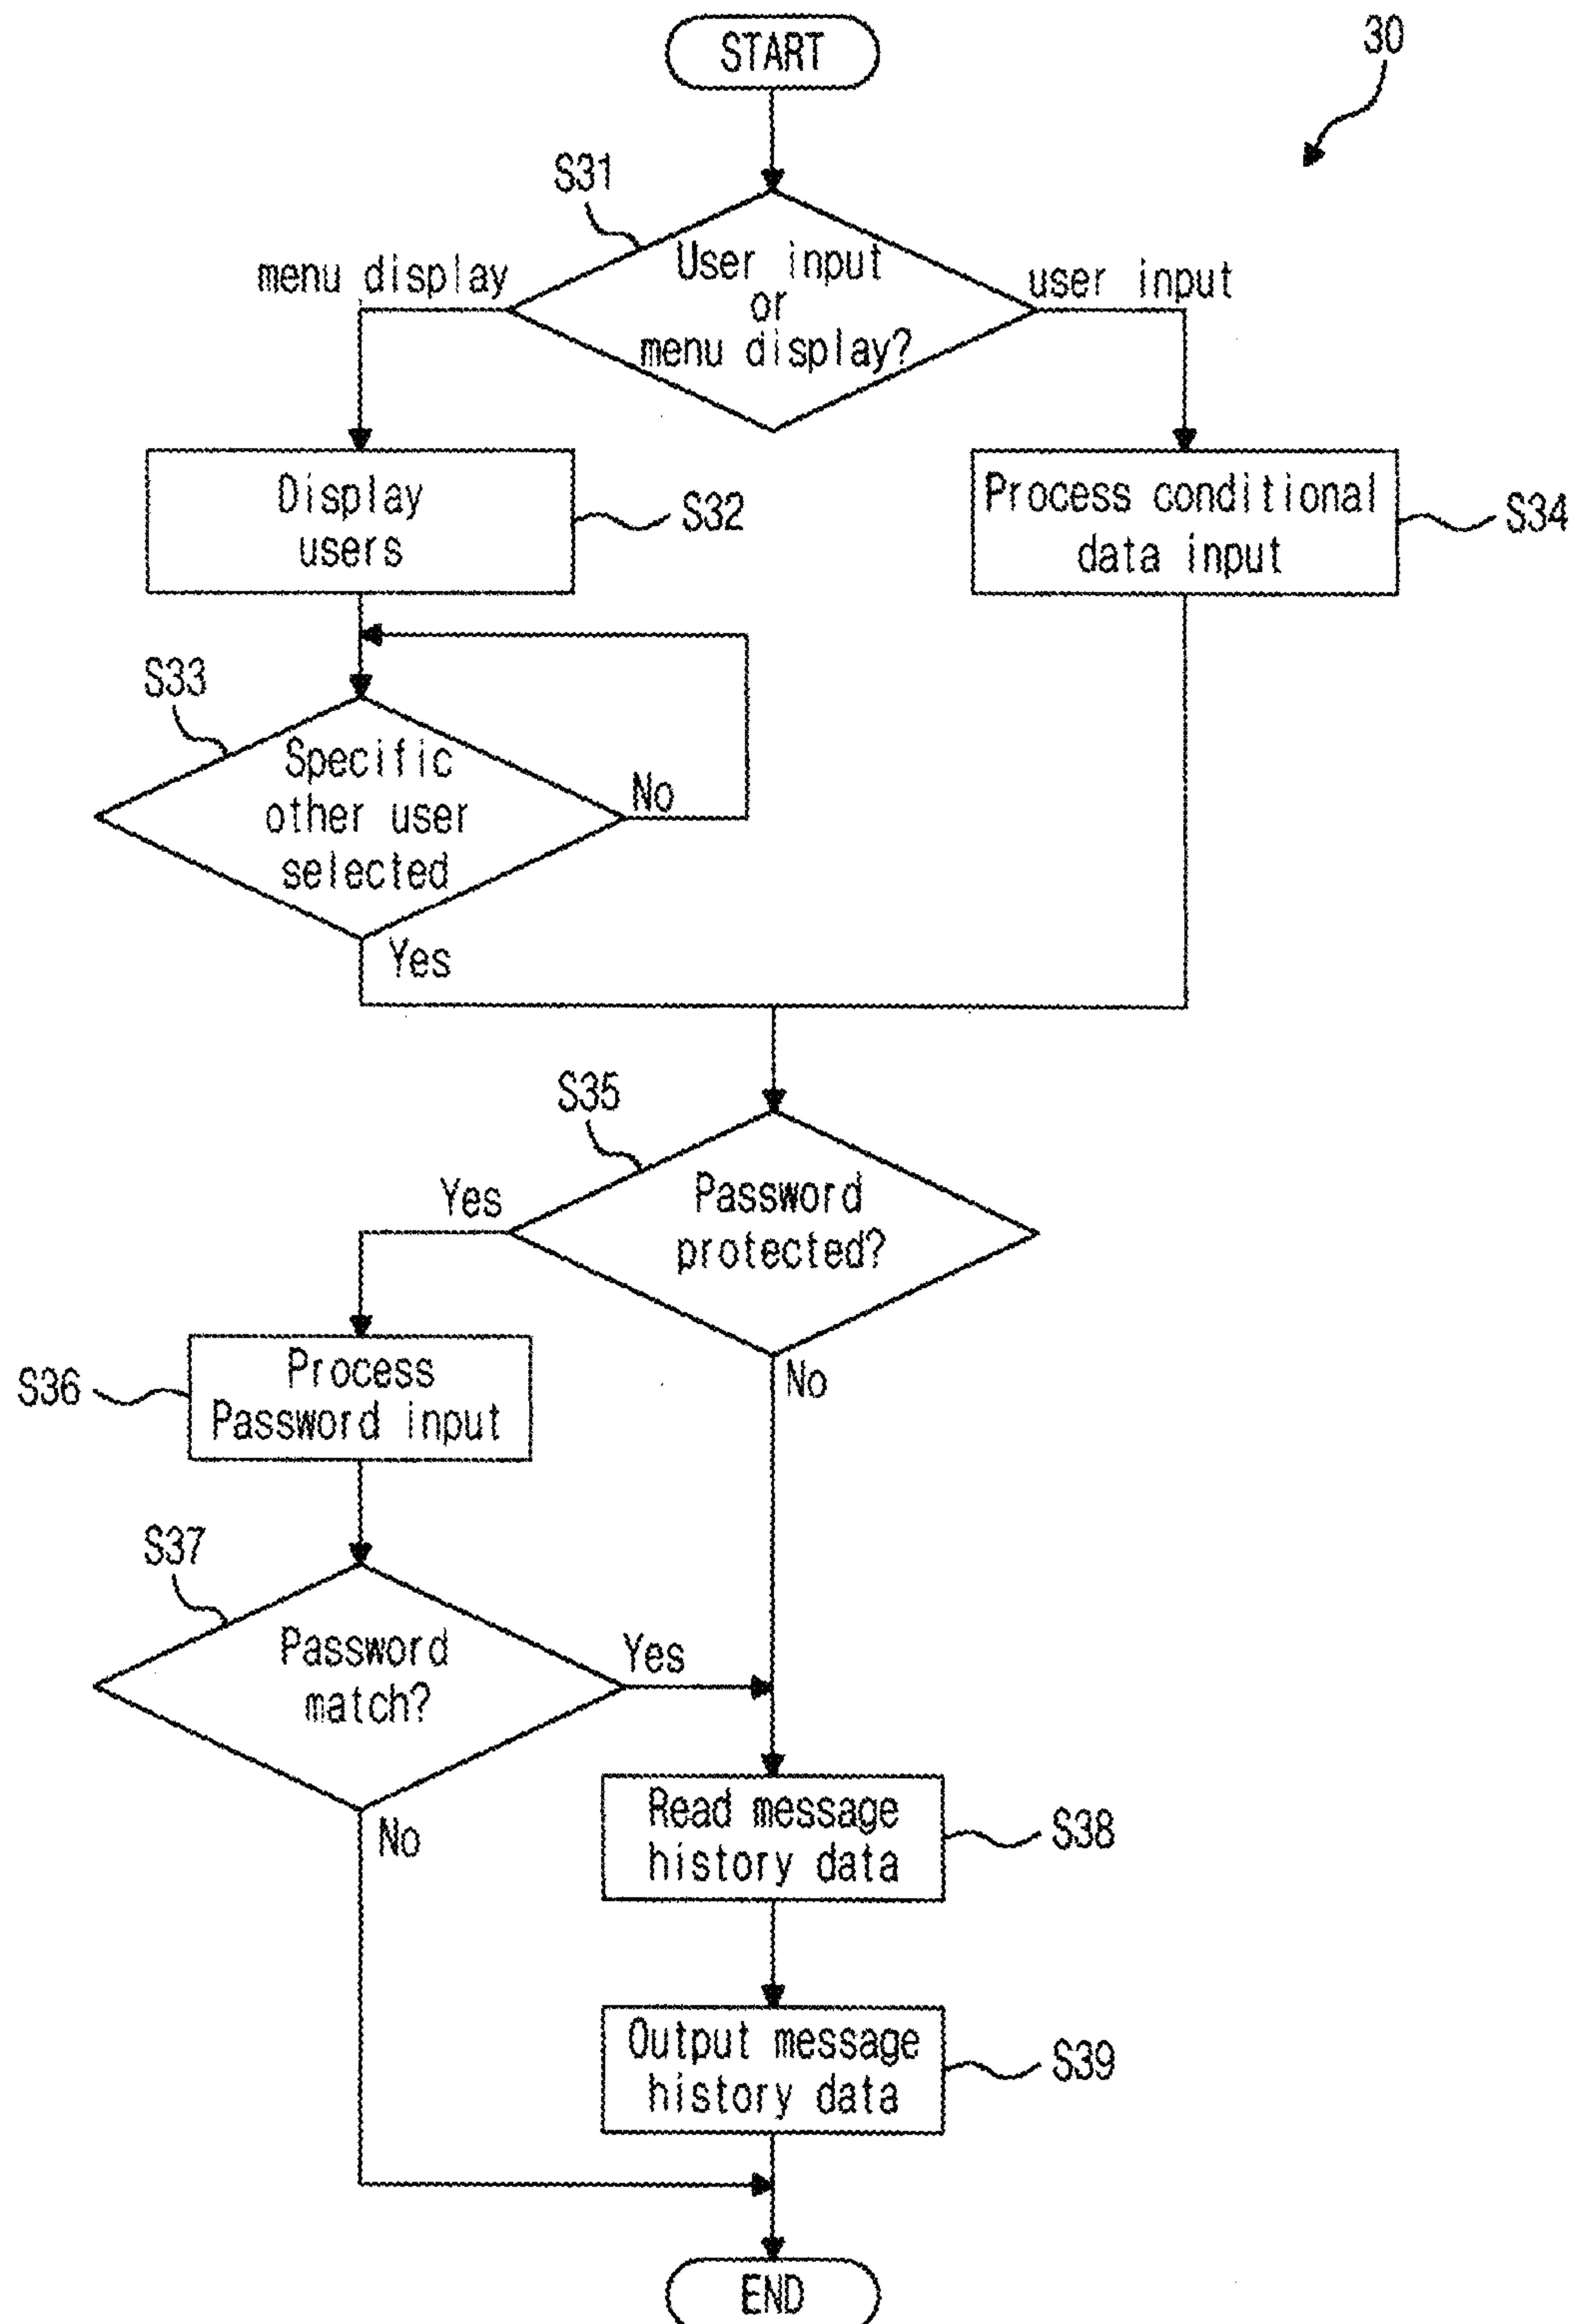 START
30
S31
User input
or
menu display?
menu display
user input
Display
users
S32
Process conditional
data input
S34
S33
Specific
other user
selected
No
Yes
S35
Password
protected?
Yes
No
S36
Process
Password input
S37
Password
match?
Yes
No
Read message
history data
S38
Output message
history data
S39
END